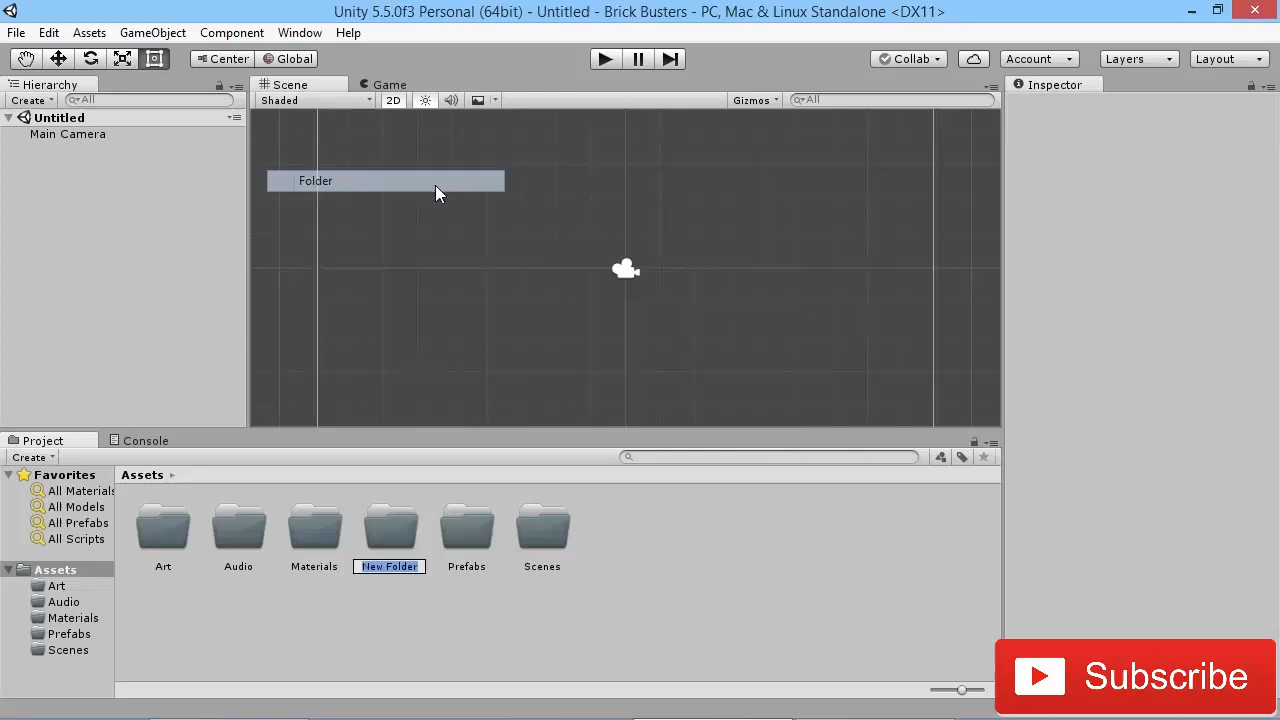 Unity 5.5.0f3 Personal (64bit) - Untitled - Brick Busters - PC, Mac & Linux Standalone <DX11>
File Edit Assets GameObject Component Window Help
Center Global Collab Account Layers Layout
Hierarchy Scene Game Inspector
Create All Shaded 2D Gizmos All
Untitled
Main Camera
Folder
Project Console
Create
Favorites Assets
All Materials
All Models
All Prefabs
All Scripts
Art Audio Materials New Folder Prefabs Scenes
Assets
Art
Audio
Materials
Prefabs
Scenes
Subscribe